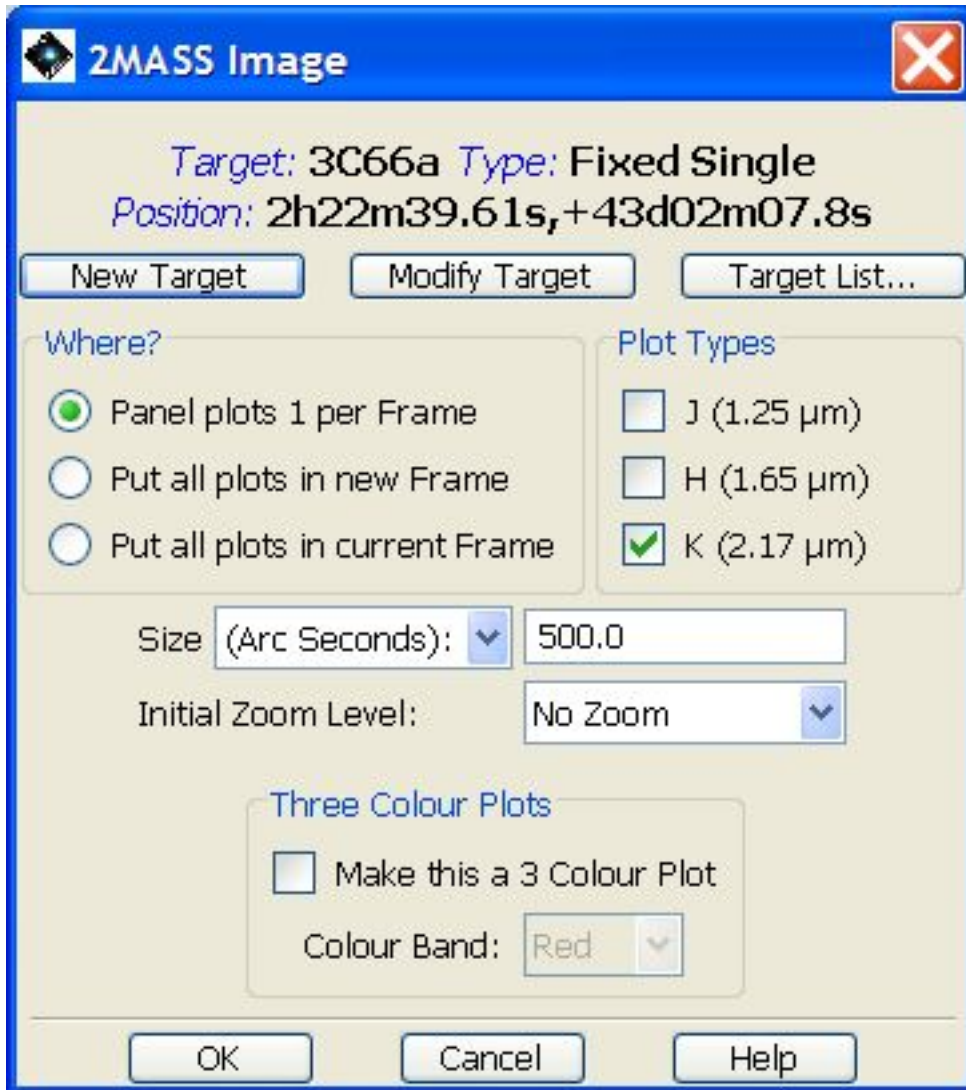 2MASS Image
Target: 3C66a Type: Fixed Single
Position: 2h22m39.61s,+43d02m07.8s
New Target Modify Target Target List...
Where?
Panel plots 1 per Frame
Put all plots in new Frame
Put all plots in current Frame
Plot Types
J (1.25 µm)
H (1.65 µm)
K (2.17 µm)
Size (Arc Seconds): 500.0
Initial Zoom Level: No Zoom
Three Colour Plots
Make this a 3 Colour Plot
Colour Band: Red
OK Cancel Help